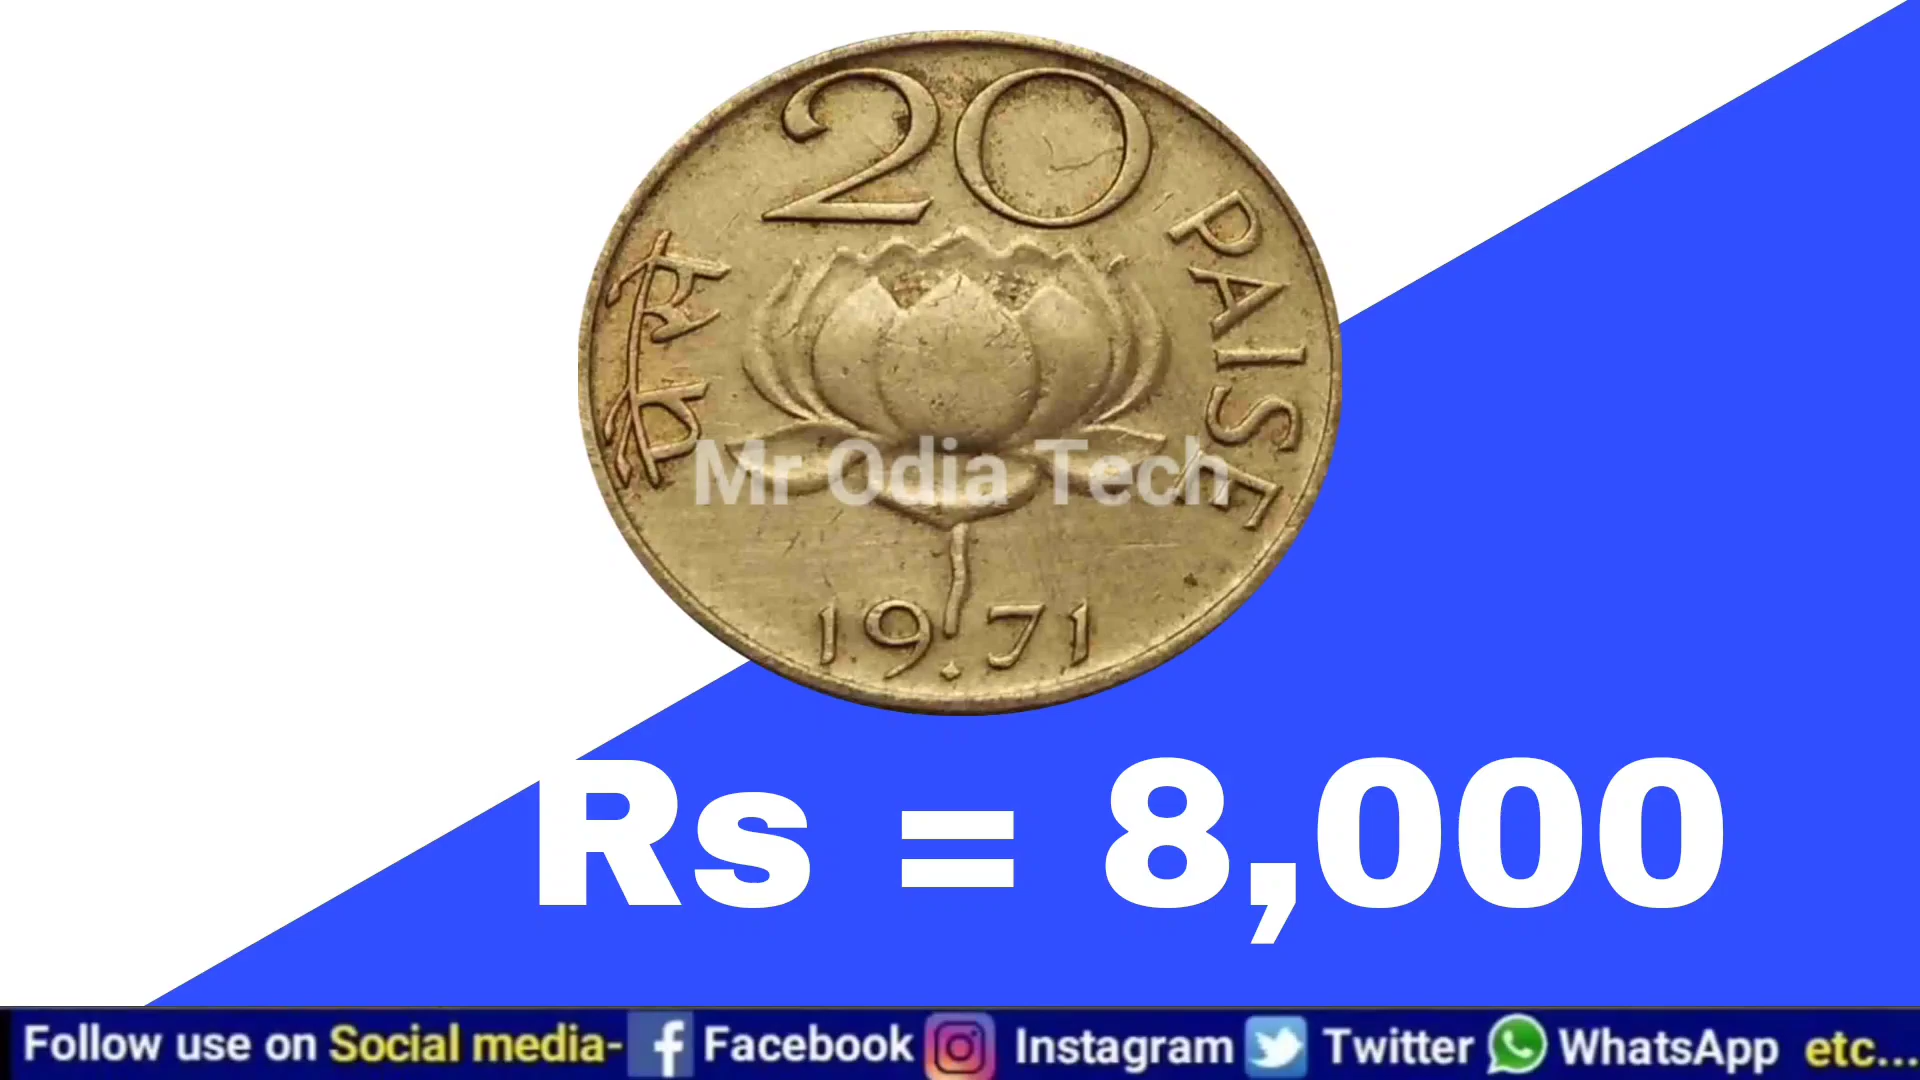 20
पैसे
PAISE
Mr Odia Tech
1971
Rs = 8,000
Follow use on Social media- Facebook Instagram Twitter WhatsApp etc...